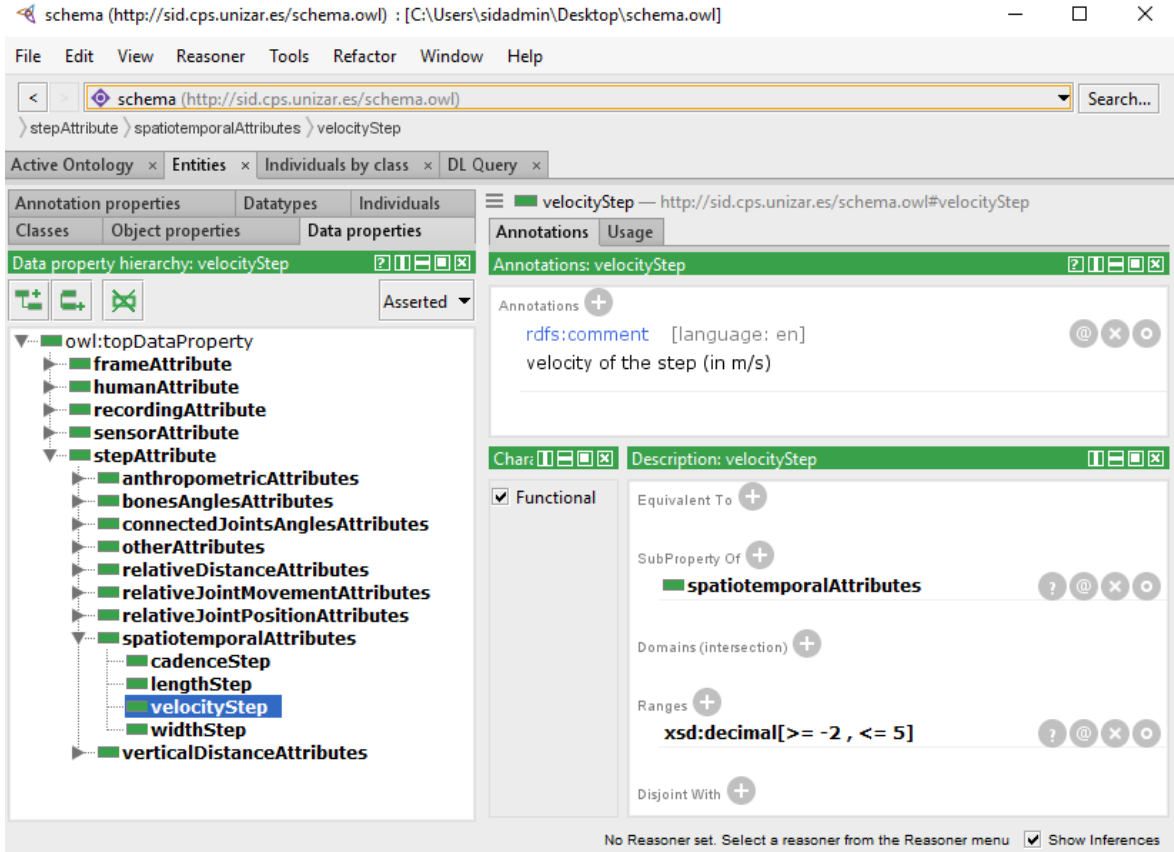 schema (http://sid.cps.unizar.es/schema.owl) : [C:\Users\sidadmin\Desktop\schema.owl]
File Edit View Reasoner Tools Refactor Window Help
< > schema (http://sid.cps.unizar.es/schema.owl) Search...
stepAttribute spatiotemporalAttributes velocityStep
Active Ontology × Entities × Individuals by class × DL Query ×
Annotation properties Datatypes Individuals
Classes Object properties Data properties
Data property hierarchy: velocityStep
Asserted
owl:topDataProperty
frameAttribute
humanAttribute
recordingAttribute
sensorAttribute
stepAttribute
anthropometricAttributes
bonesAnglesAttributes
connectedJointsAnglesAttributes
otherAttributes
relativeDistanceAttributes
relativeJointMovementAttributes
relativeJointPositionAttributes
spatiotemporalAttributes
cadenceStep
lengthStep
velocityStep
widthStep
verticalDistanceAttributes
velocityStep — http://sid.cps.unizar.es/schema.owl#velocityStep
Annotations Usage
Annotations: velocityStep
Annotations
rdfs:comment [language: en]
velocity of the step (in m/s)
Chara
Functional
Description: velocityStep
Equivalent To
SubProperty Of
spatiotemporalAttributes
Domains (intersection)
Ranges
xsd:decimal[>= -2 , <= 5]
Disjoint With
No Reasoner set. Select a reasoner from the Reasoner menu Show Inferences